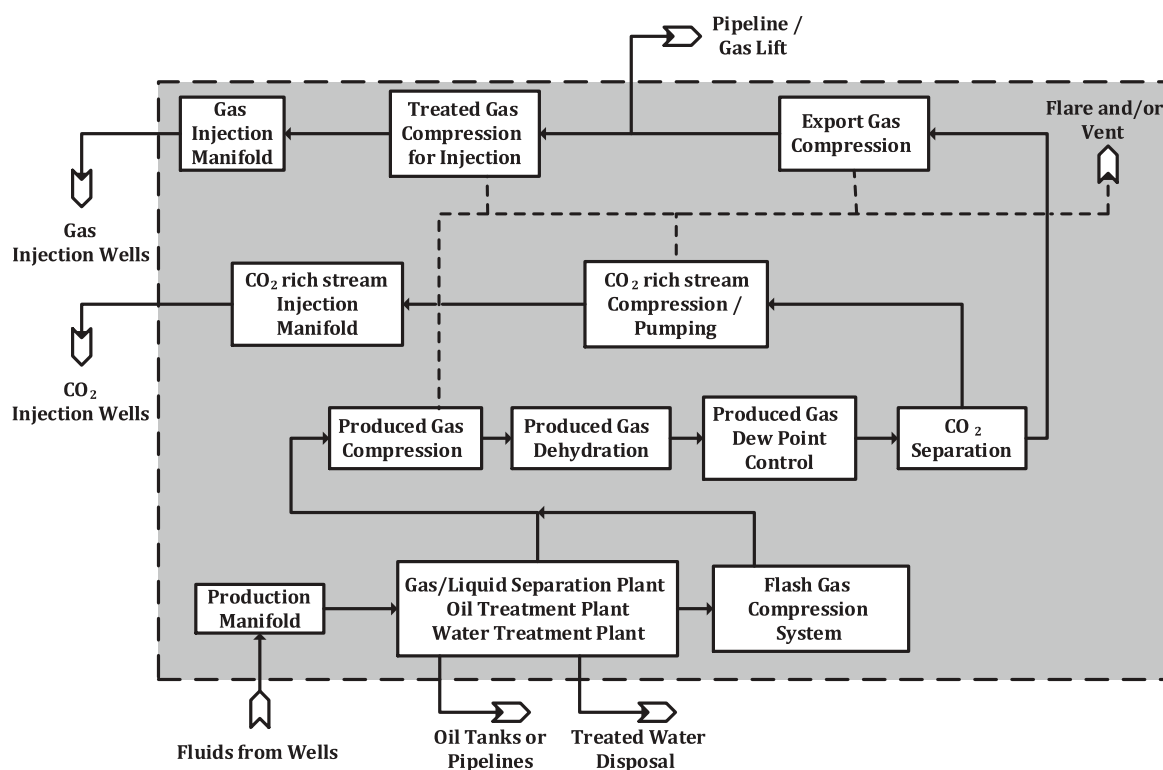 Pipeline /
Gas Lift
Gas
Injection
Manifold
Treated Gas
Compression
for Injection
Export Gas
Compression
Flare and/or
Vent
Gas
Injection Wells
CO₂ rich stream
Injection
Manifold
CO₂ rich stream
Compression /
Pumping
CO₂
Injection Wells
Produced Gas
Compression
Produced Gas
Dehydration
Produced Gas
Dew Point
Control
CO₂
Separation
Production
Manifold
Gas/Liquid Separation Plant
Oil Treatment Plant
Water Treatment Plant
Flash Gas
Compression
System
Fluids from Wells
Oil Tanks or
Pipelines
Treated Water
Disposal